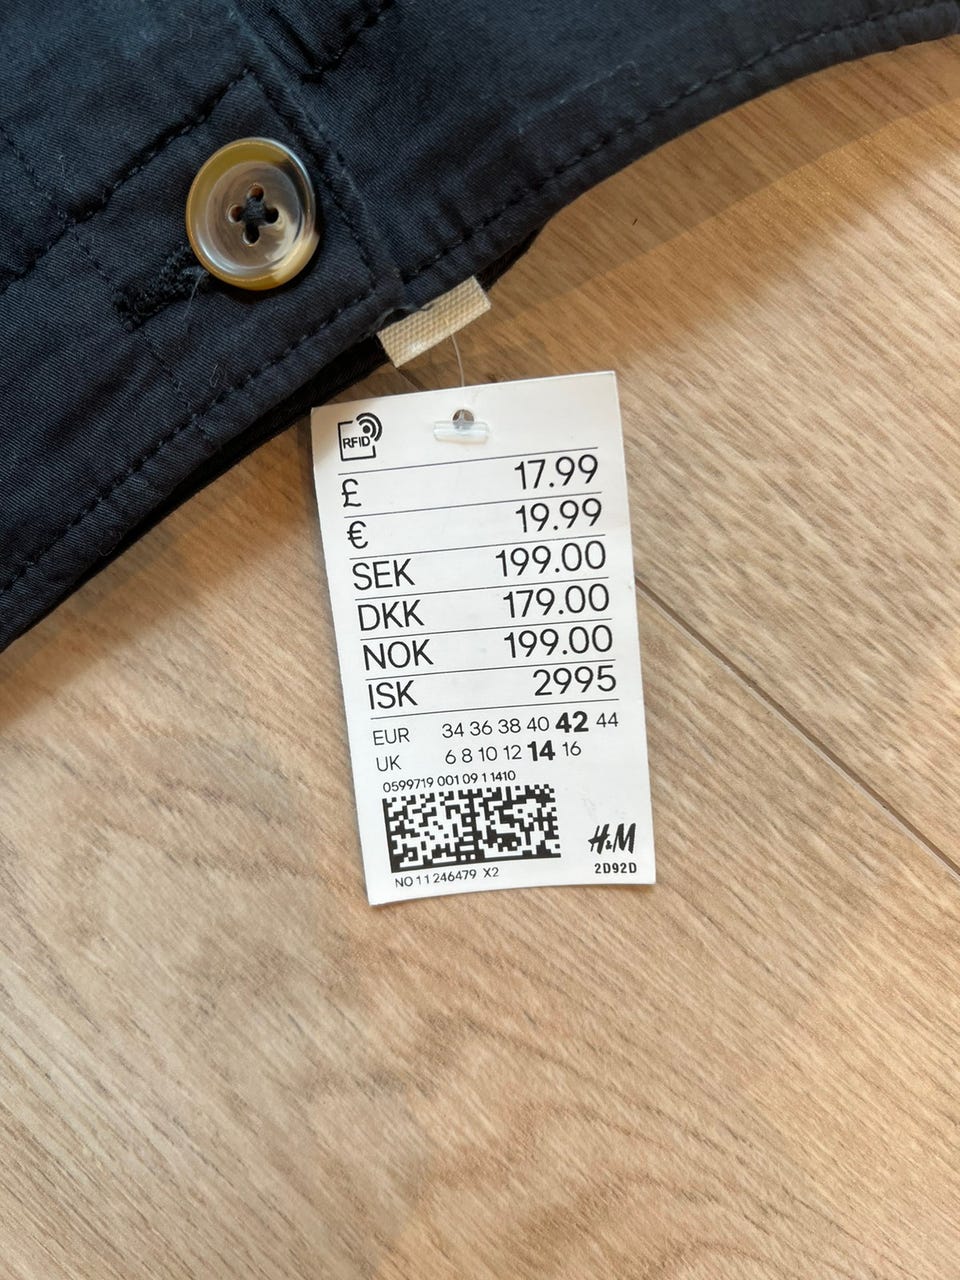 RFID
£ 17.99
€ 19.99
SEK 199.00
DKK 179.00
NOK 199.00
ISK 2995
EUR 34 36 38 40 42 44
UK 6 8 10 12 14 16
0599719 001 09 1 1410
NO 11 246479 X2
H&M
2D92D